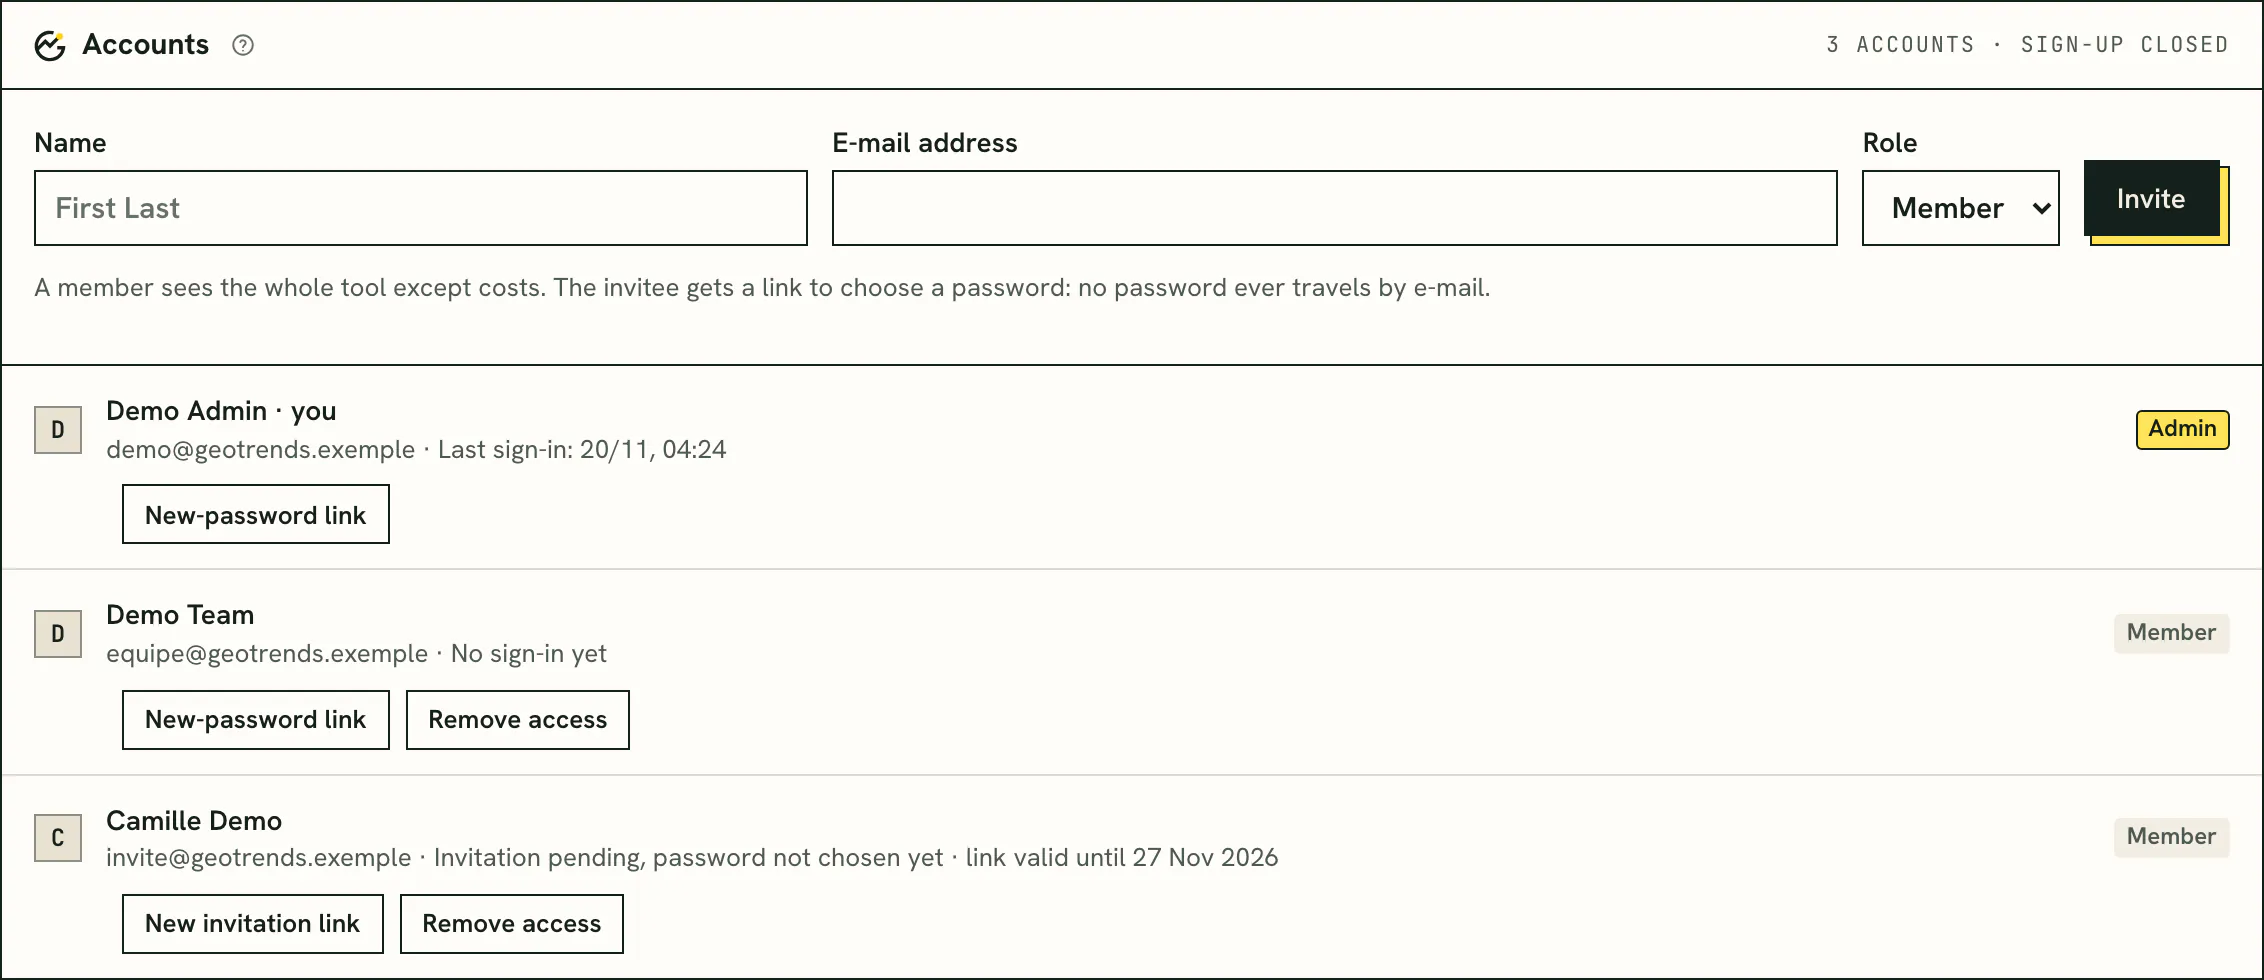 Accounts ?
3 ACCOUNTS · SIGN-UP CLOSED
Name
E-mail address
Role
First Last
Member
Invite
A member sees the whole tool except costs. The invitee gets a link to choose a password: no password ever travels by e-mail.
D
Demo Admin · you
Admin
demo@geotrends.exemple · Last sign-in: 20/11, 04:24
New-password link
D
Demo Team
Member
equipe@geotrends.exemple · No sign-in yet
New-password link
Remove access
C
Camille Demo
Member
invite@geotrends.exemple · Invitation pending, password not chosen yet · link valid until 27 Nov 2026
New invitation link
Remove access